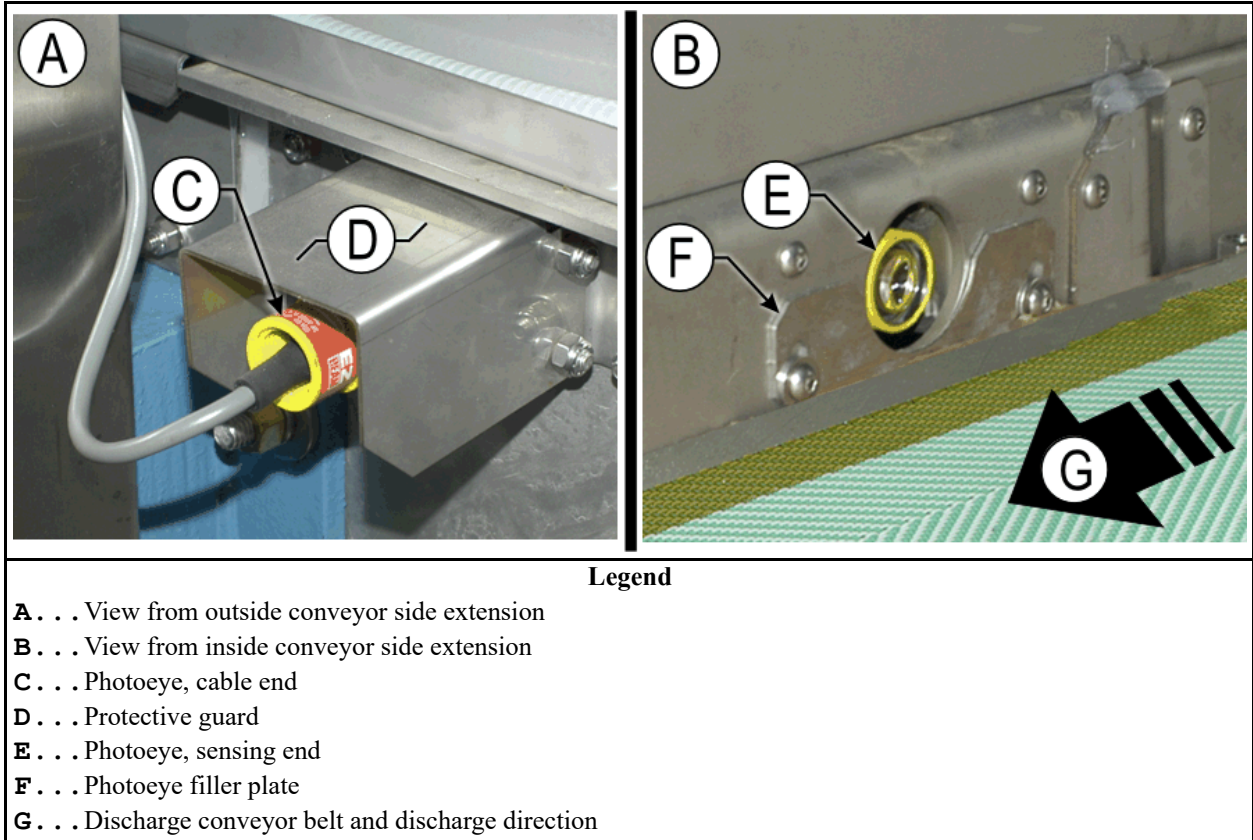 A
B
C
D
E
F
G
Legend
A...View from outside conveyor side extension
B...View from inside conveyor side extension
C...Photoeye, cable end
D...Protective guard
E...Photoeye, sensing end
F...Photoeye filler plate
G...Discharge conveyor belt and discharge direction